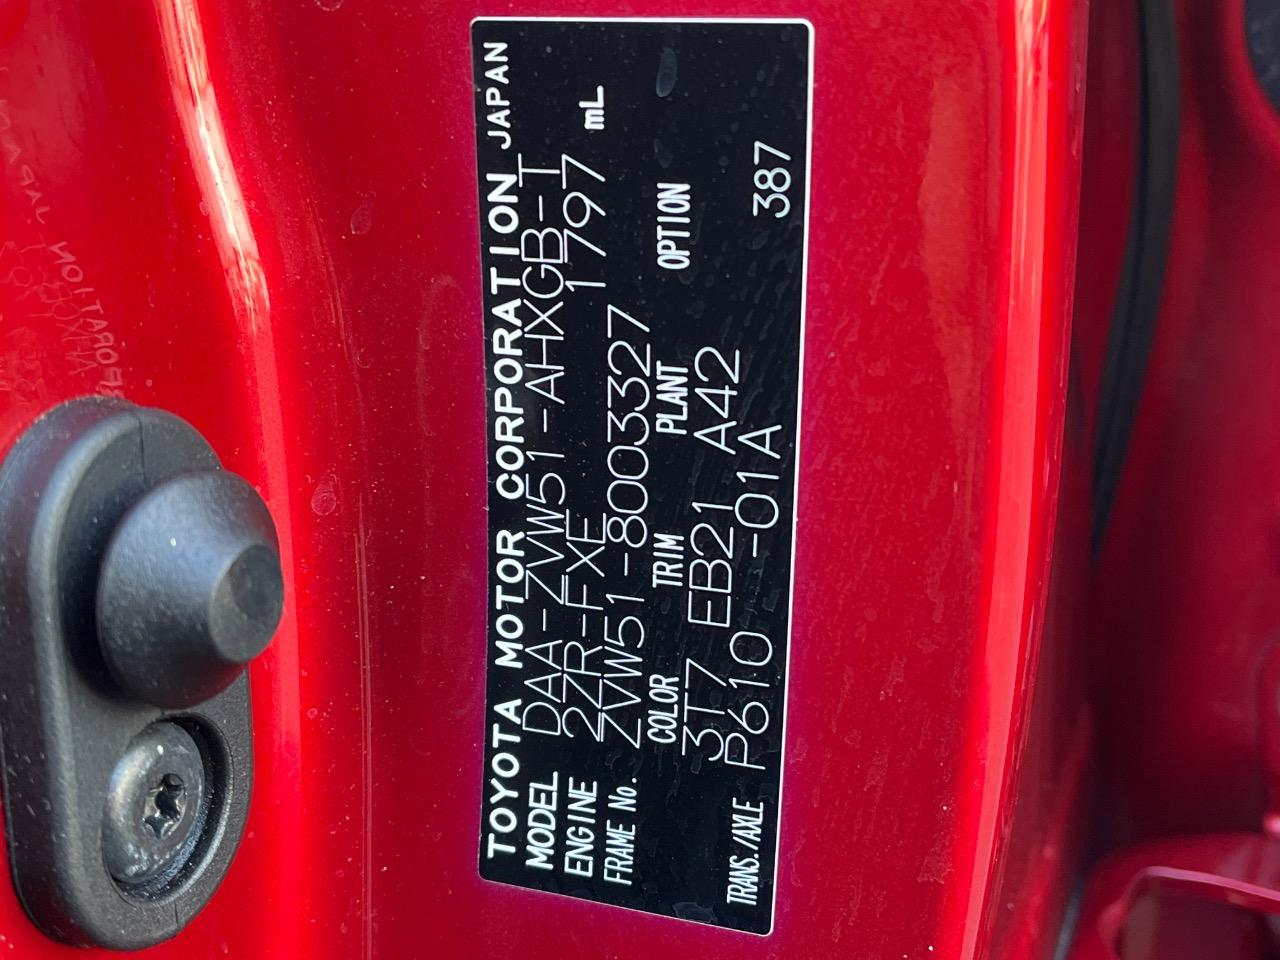 TOYOTA MOTOR CORPORATION JAPAN
MODEL DAA-ZVW51-AHXGB-T
ENGINE 2ZR-FXE 1797 mL
FRAME No. ZVW51-8003327
COLOR TRIM PLANT OPTION
3T7 EB21 A42
TRANS./AXLE P610 -01A 387